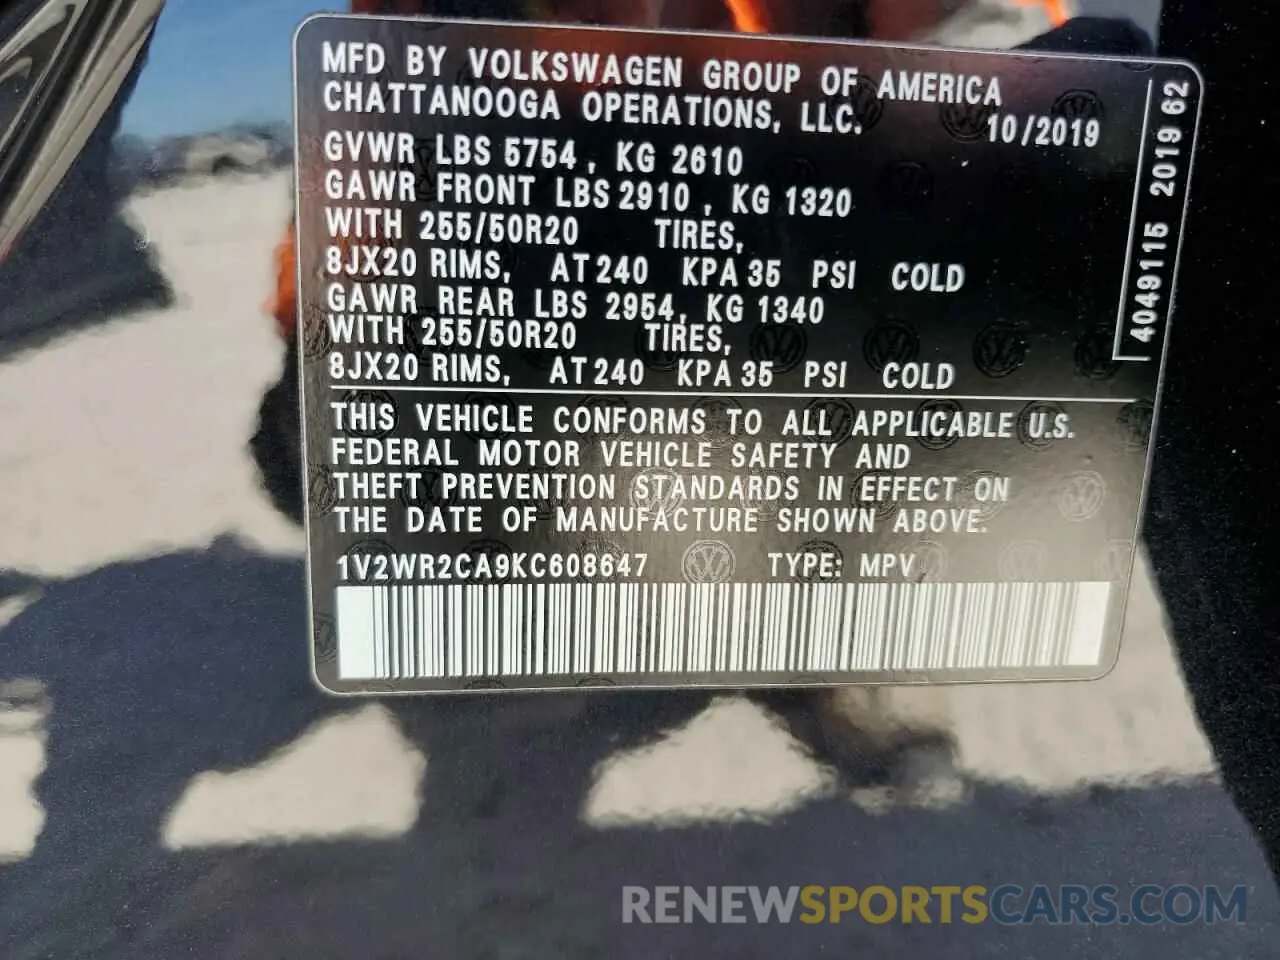 MFD BY VOLKSWAGEN GROUP OF AMERICA
CHATTANOOGA OPERATIONS, LLC.
10/2019
GVWR LBS 5754, KG 2610
GAWR FRONT LBS 2910, KG 1320
WITH 255/50R20 TIRES,
8JX20 RIMS, AT 240 KPA 35 PSI COLD
GAWR REAR LBS 2954, KG 1340
WITH 255/50R20 TIRES,
8JX20 RIMS, AT 240 KPA 35 PSI COLD
4049115 2019 62
THIS VEHICLE CONFORMS TO ALL APPLICABLE U.S.
FEDERAL MOTOR VEHICLE SAFETY AND
THEFT PREVENTION STANDARDS IN EFFECT ON
THE DATE OF MANUFACTURE SHOWN ABOVE.
1V2WR2CA9KC608647 TYPE: MPV
RENEWSPORTSCARS.COM